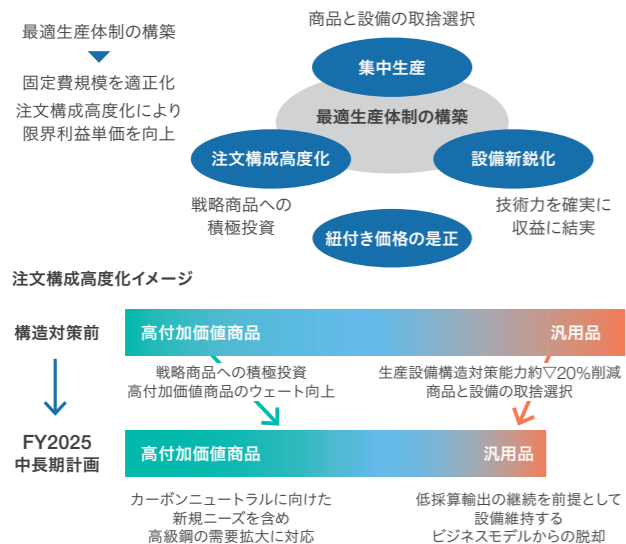 最適生産体制の構築
固定費規模を適正化
注文構成高度化により
限界利益単価を向上
商品と設備の取捨選択
集中生産
最適生産体制の構築
注文構成高度化
設備新鋭化
戦略商品への
積極投資
技術力を確実に
収益に結実
紐付き価格の是正
注文構成高度化イメージ
構造対策前
高付加価値商品
汎用品
戦略商品への積極投資
高付加価値商品のウェート向上
生産設備構造対策能力約▽20%削減
商品と設備の取捨選択
FY2025
中長期計画
高付加価値商品
汎用品
カーボンニュートラルに向けた
新規ニーズを含め
高級鋼の需要拡大に対応
低採算輸出の継続を前提として
設備維持する
ビジネスモデルからの脱却